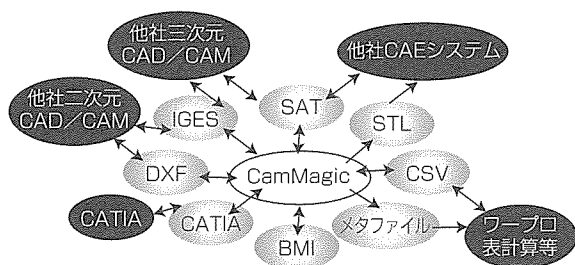 他社三次元
CAD／CAM
他社CAEシステム
他社二次元
CAD／CAM
IGES
SAT
STL
DXF
CamMagic
CSV
CATIA
CATIA
BMI
メタファイル
ワープロ
表計算等